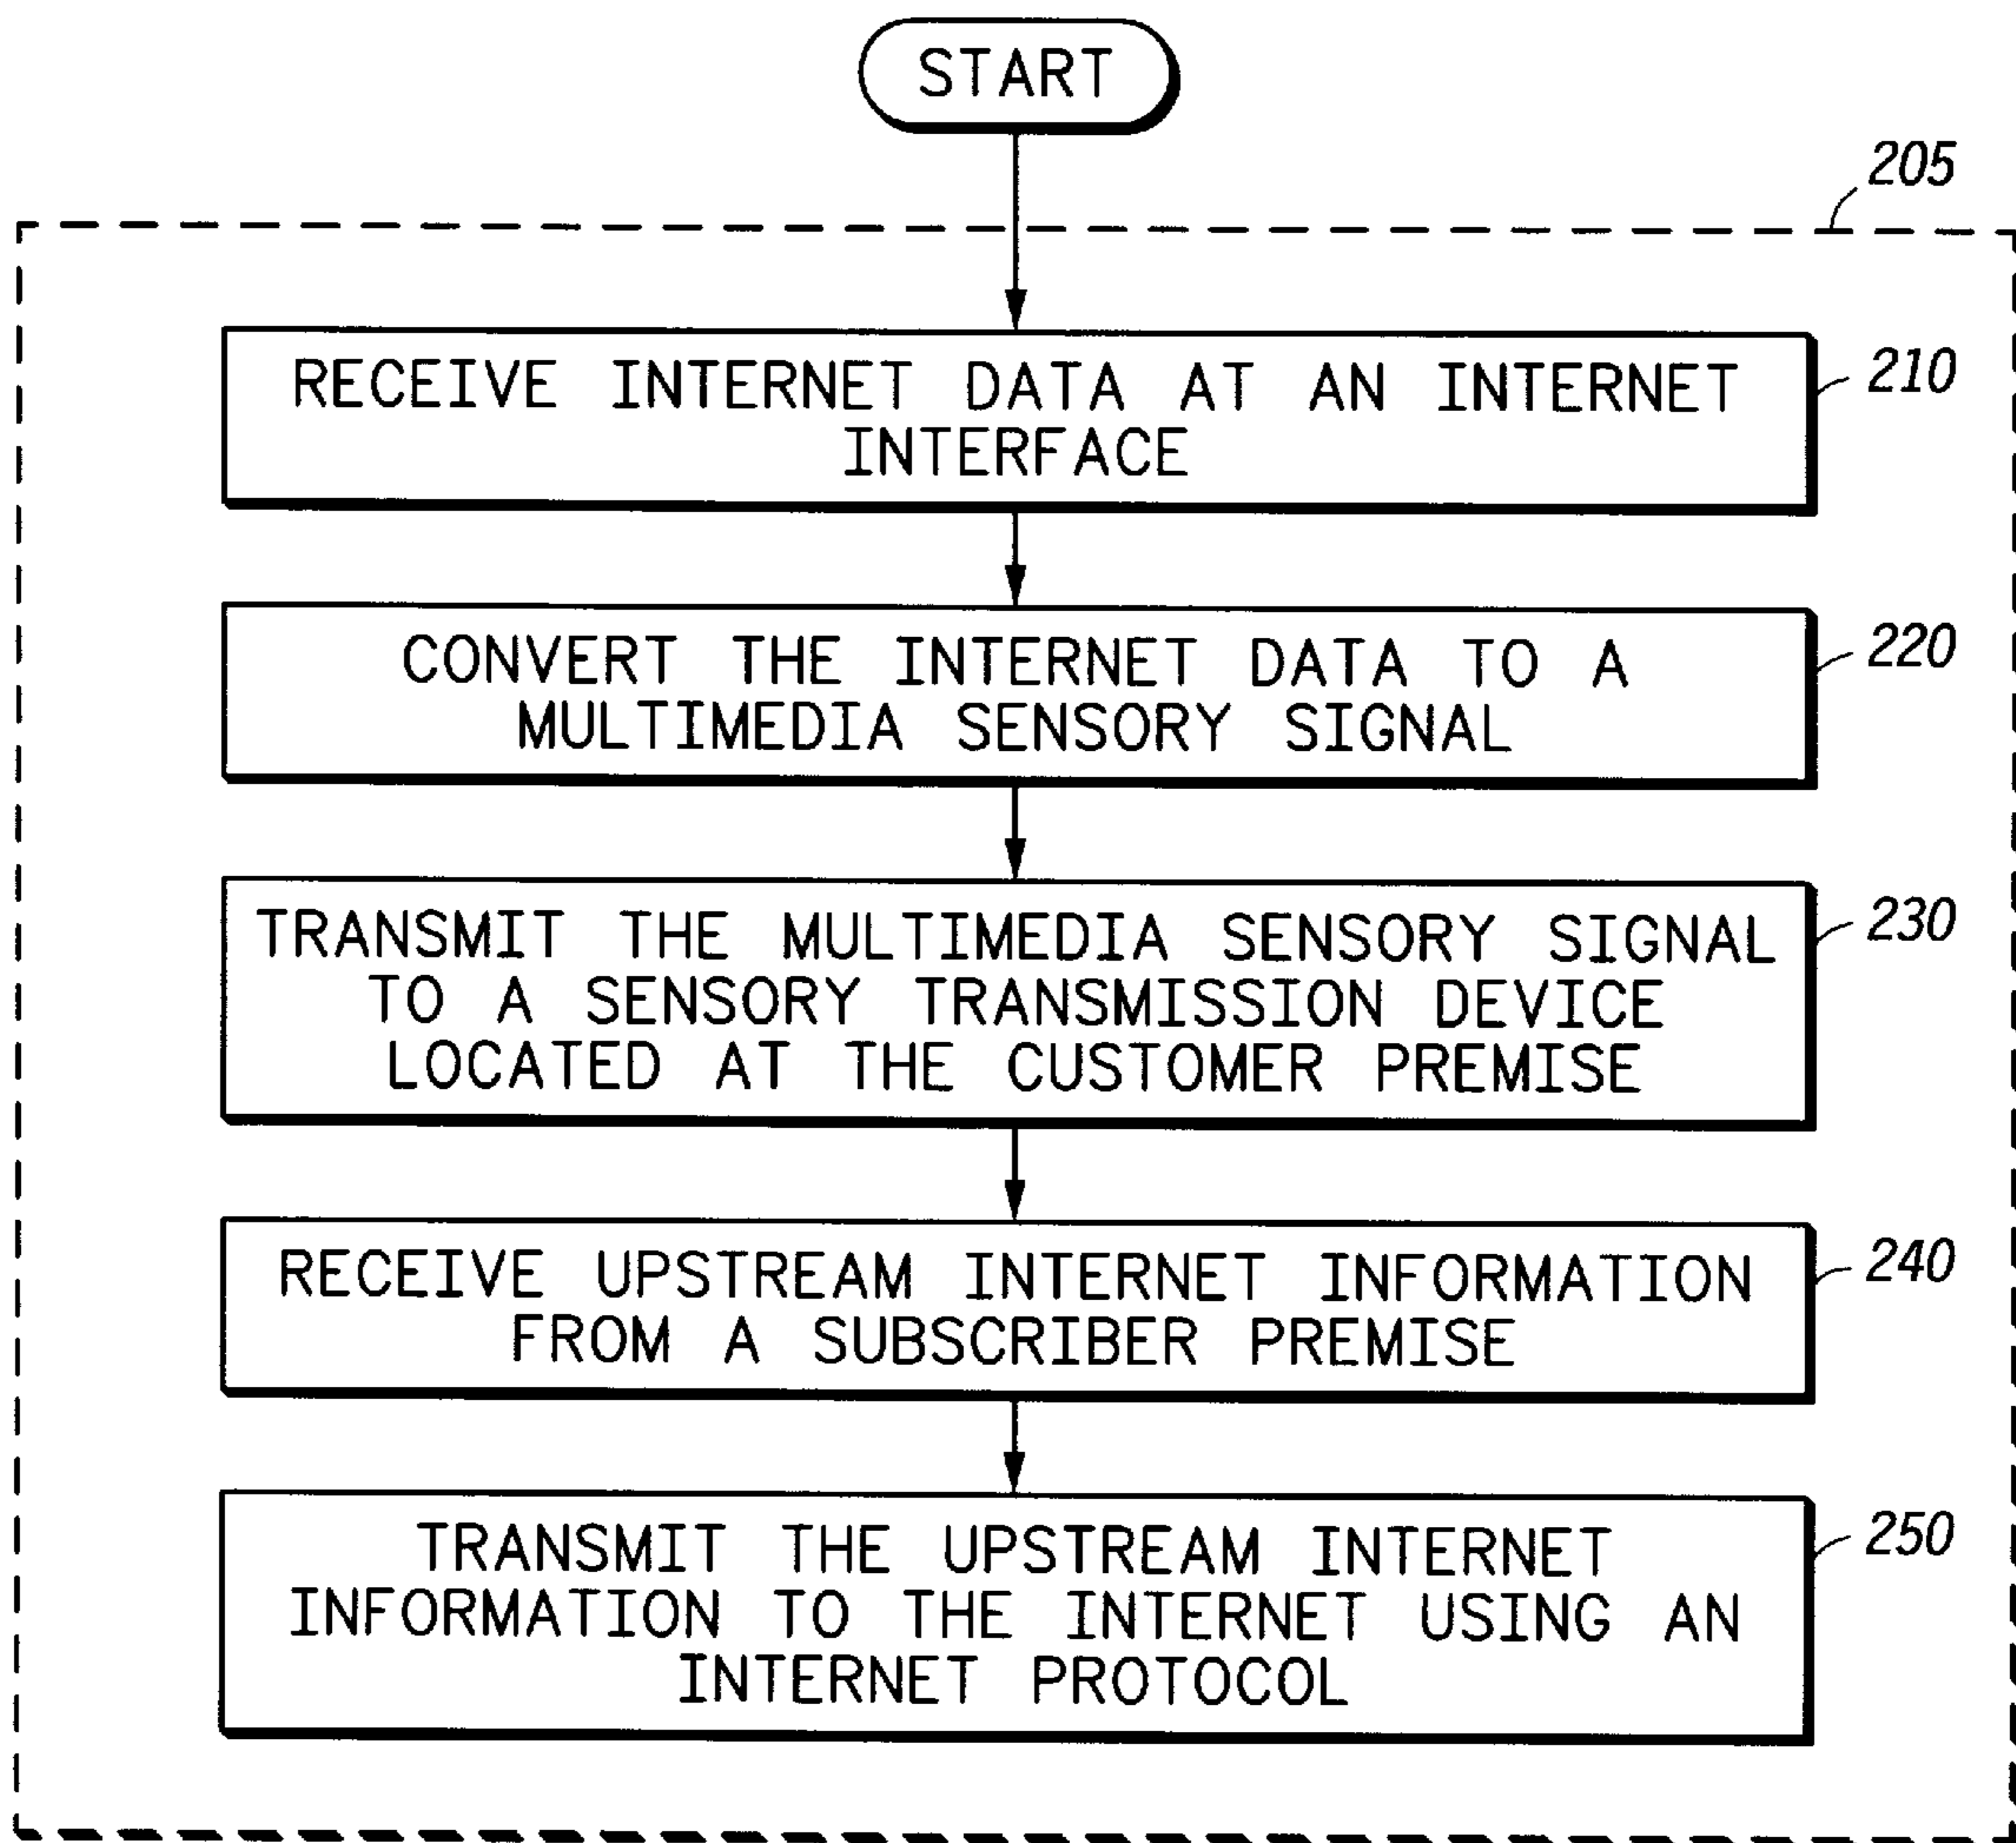 START
205
RECEIVE INTERNET DATA AT AN INTERNET
INTERFACE
210
CONVERT THE INTERNET DATA TO A
MULTIMEDIA SENSORY SIGNAL
220
TRANSMIT THE MULTIMEDIA SENSORY SIGNAL
TO A SENSORY TRANSMISSION DEVICE
LOCATED AT THE CUSTOMER PREMISE
230
RECEIVE UPSTREAM INTERNET INFORMATION
FROM A SUBSCRIBER PREMISE
240
TRANSMIT THE UPSTREAM INTERNET
INFORMATION TO THE INTERNET USING AN
INTERNET PROTOCOL
250